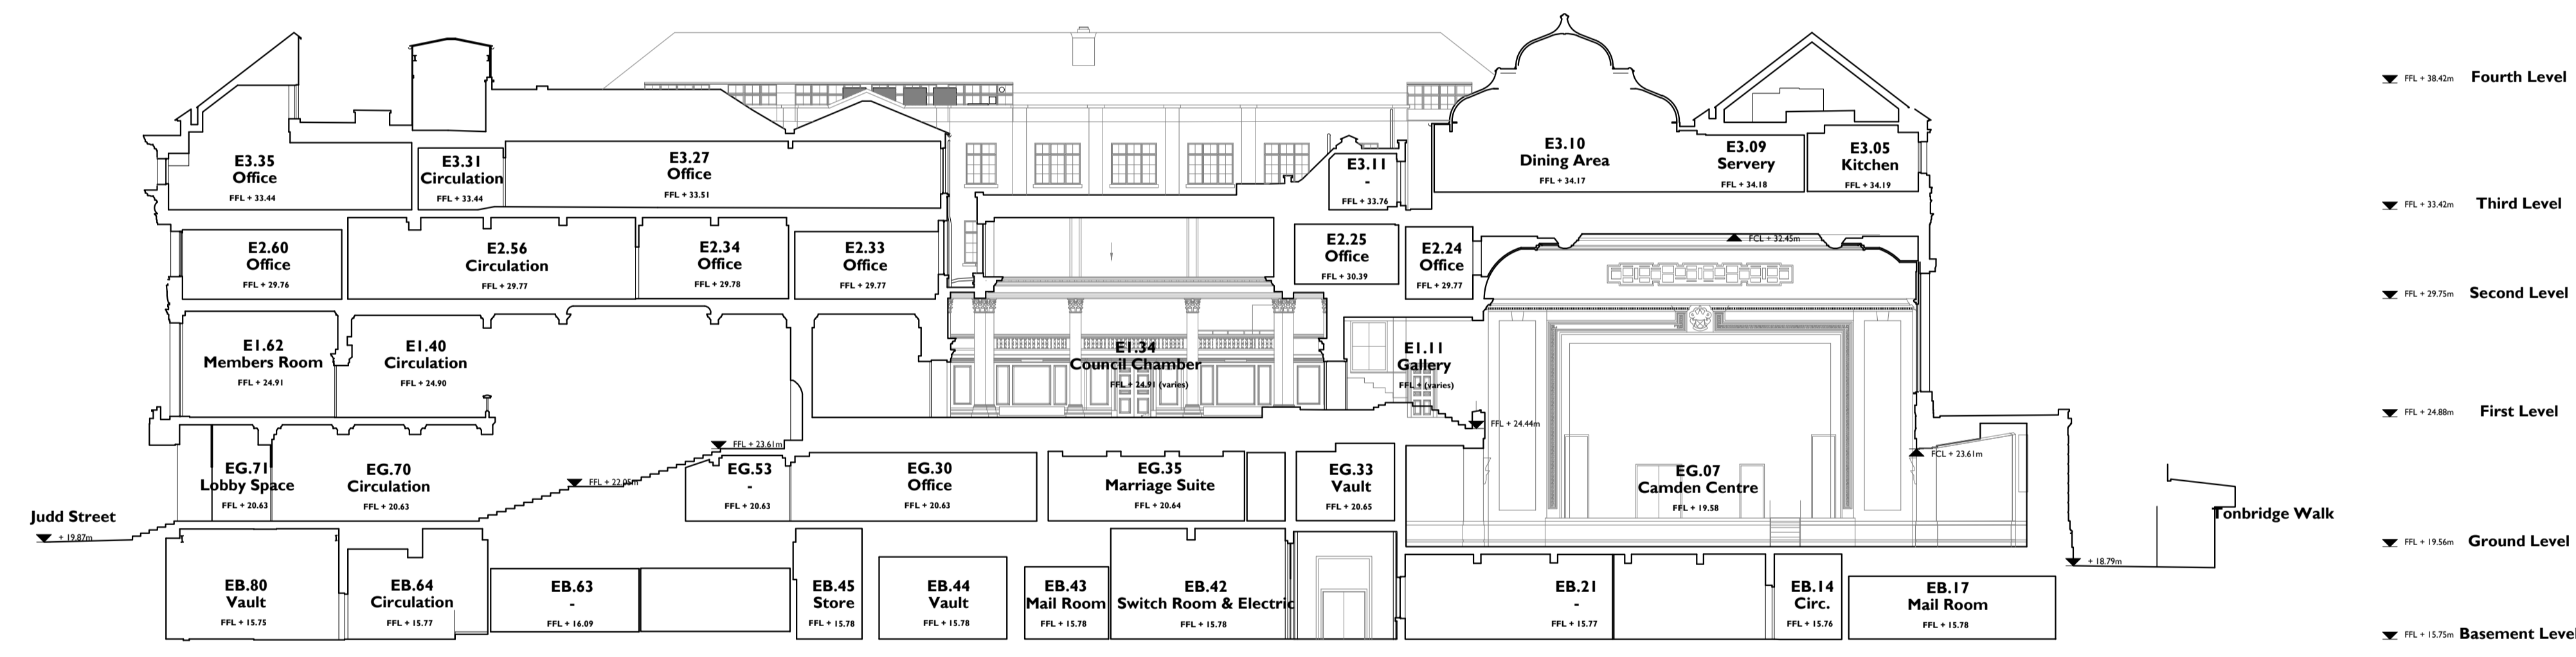 FFL + 38.42m Fourth Level
E3.35
Office
FFL + 33.44
E3.31
Circulation
FFL + 33.44
E3.27
Office
FFL + 33.51
E3.11
-
FFL + 33.76
E3.10
Dining Area
FFL + 34.17
E3.09
Servery
FFL + 34.18
E3.05
Kitchen
FFL + 34.19
FFL + 33.42m Third Level
E2.60
Office
FFL + 29.76
E2.56
Circulation
FFL + 29.77
E2.34
Office
FFL + 29.78
E2.33
Office
FFL + 29.77
E2.25
Office
FFL + 30.39
E2.24
Office
FFL + 29.77
FCL + 32.45m
FFL + 29.75m Second Level
E1.62
Members Room
FFL + 24.91
E1.40
Circulation
FFL + 24.90
E1.34
Council Chamber
FFL + 24.91 (varies)
E1.11
Gallery
FFL + (varies)
FFL + 24.88m First Level
FFL + 24.44m
FFL + 23.61m
FCL + 23.61m
EG.71
Lobby Space
FFL + 20.63
EG.70
Circulation
FFL + 20.63
FFL + 22.05m
EG.53
-
FFL + 20.63
EG.30
Office
FFL + 20.63
EG.35
Marriage Suite
FFL + 20.64
EG.33
Vault
FFL + 20.65
EG.07
Camden Centre
FFL + 19.58
Judd Street
+ 19.87m
Tonbridge Walk
+ 18.79m
FFL + 19.56m Ground Level
EB.80
Vault
FFL + 15.75
EB.64
Circulation
FFL + 15.77
EB.63
-
FFL + 16.09
EB.45
Store
FFL + 15.78
EB.44
Vault
FFL + 15.78
EB.43
Mail Room
FFL + 15.78
EB.42
Switch Room & Electric
FFL + 15.78
EB.21
-
FFL + 15.77
EB.14
Circ.
FFL + 15.76
EB.17
Mail Room
FFL + 15.78
FFL + 15.75m Basement Level